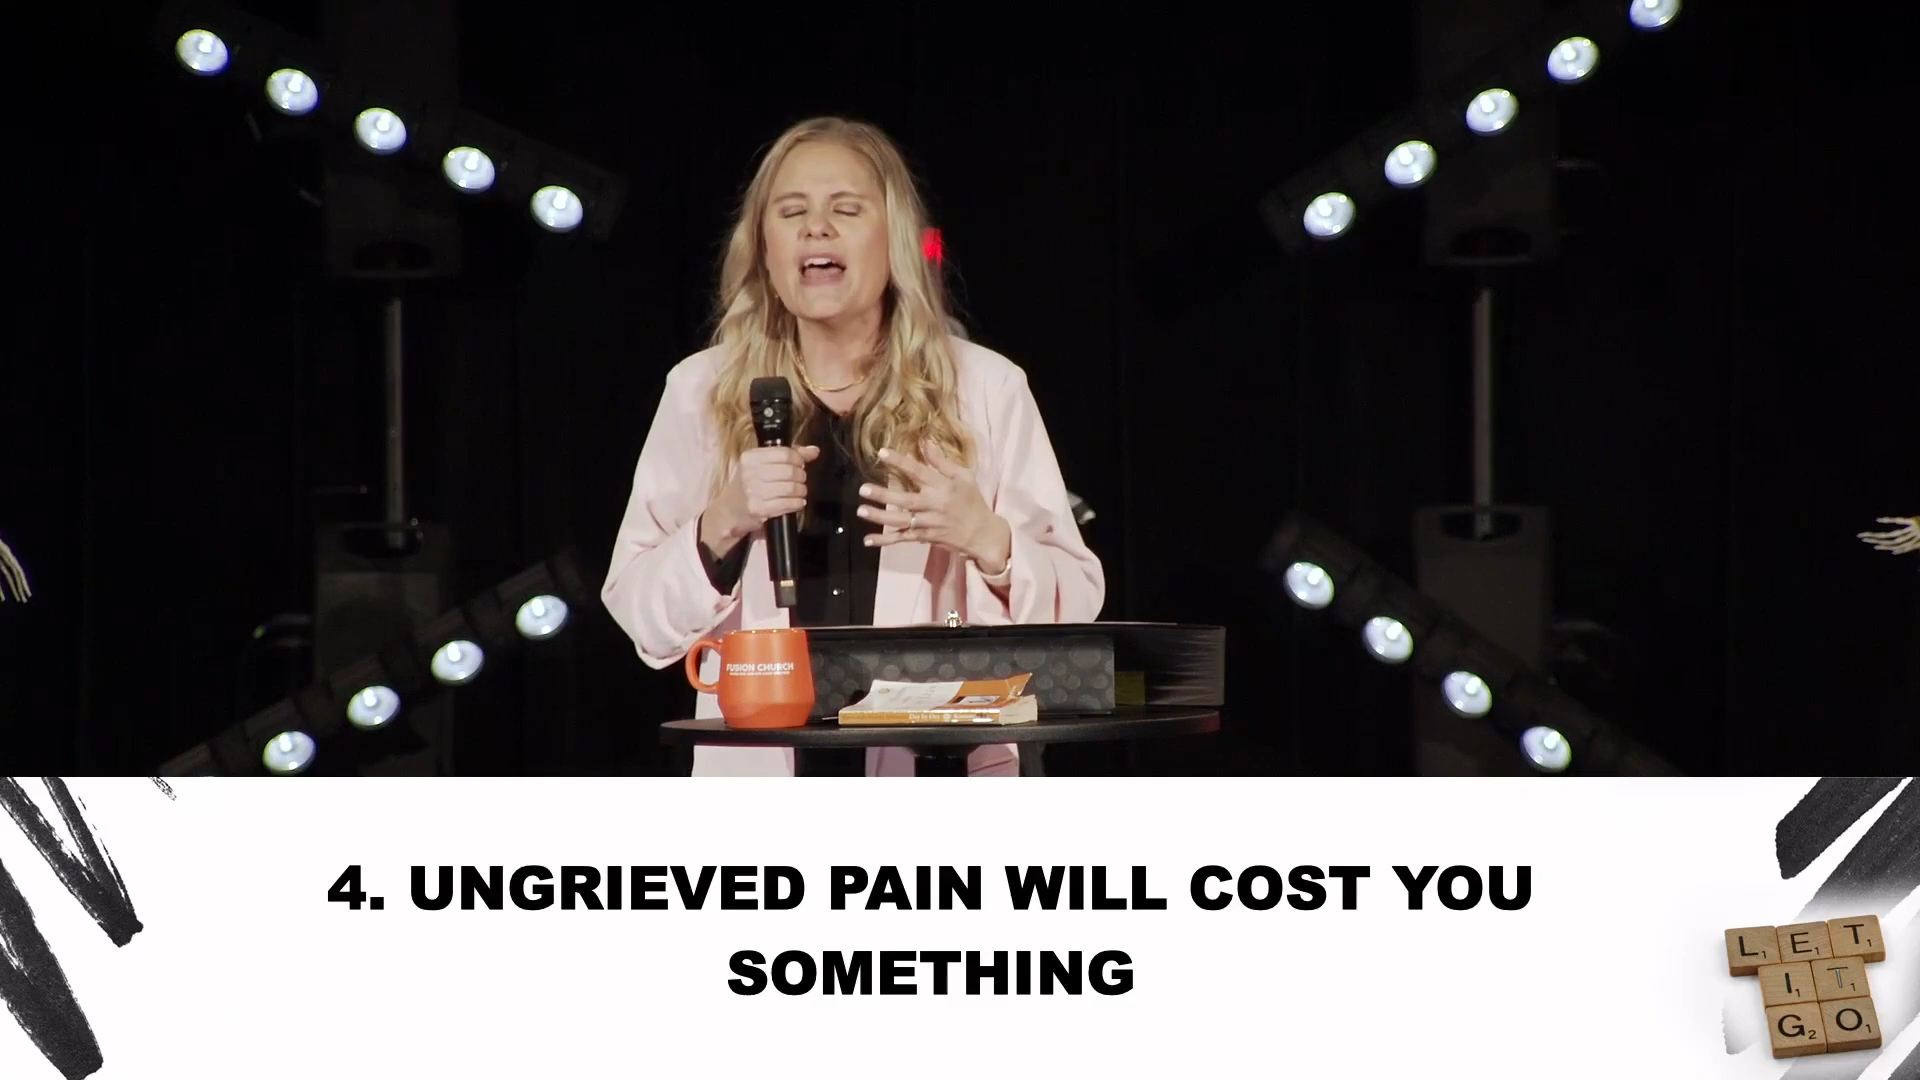 FUSION CHURCH
4. UNGRIEVED PAIN WILL COST YOU
SOMETHING
LET
IT
GO